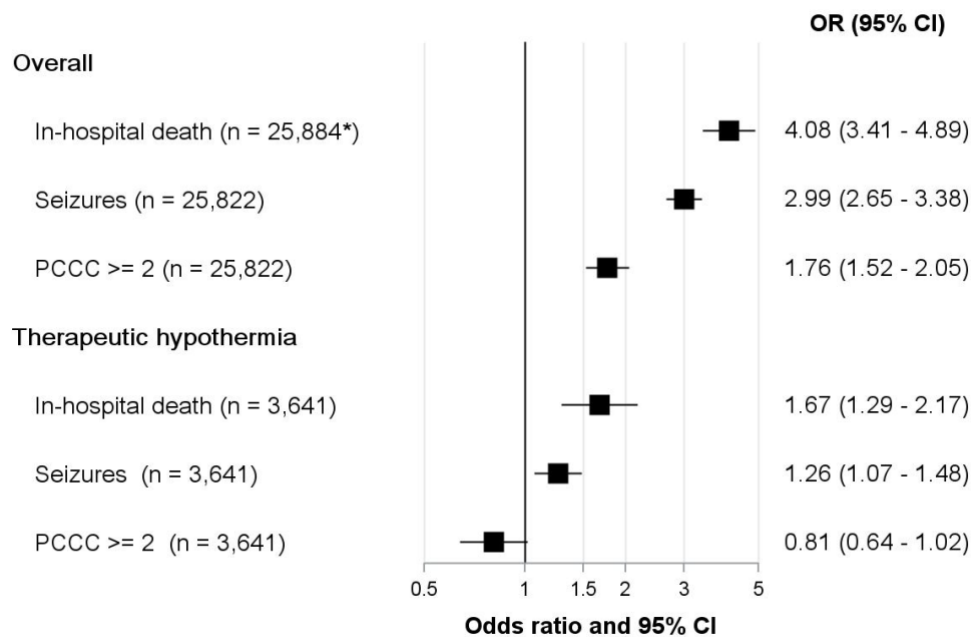 OR (95% CI)
Overall
In-hospital death (n = 25,884*) 4.08 (3.41 - 4.89)
Seizures (n = 25,822) 2.99 (2.65 - 3.38)
PCCC >= 2 (n = 25,822) 1.76 (1.52 - 2.05)
Therapeutic hypothermia
In-hospital death (n = 3,641) 1.67 (1.29 - 2.17)
Seizures (n = 3,641) 1.26 (1.07 - 1.48)
PCCC >= 2 (n = 3,641) 0.81 (0.64 - 1.02)
0.5 1 1.5 2 3 5
Odds ratio and 95% CI